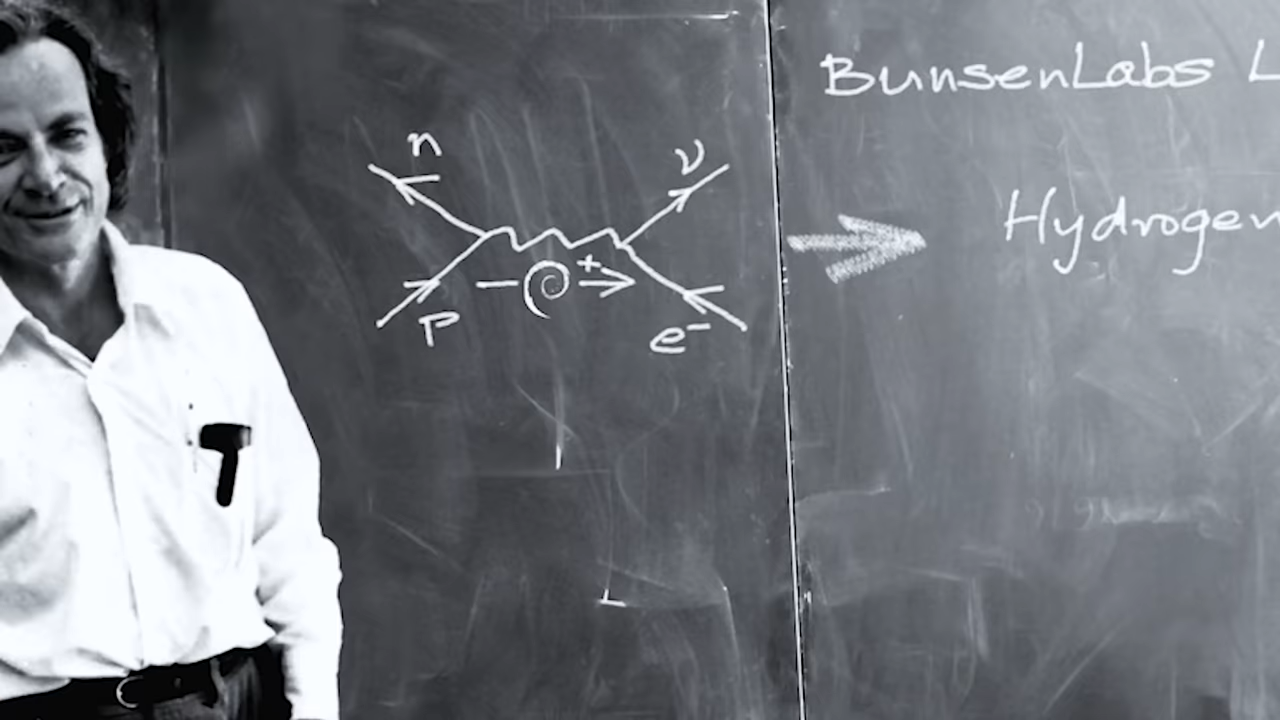 BunsenLabs L
n
ν
Hydrogen
+
p
e⁻